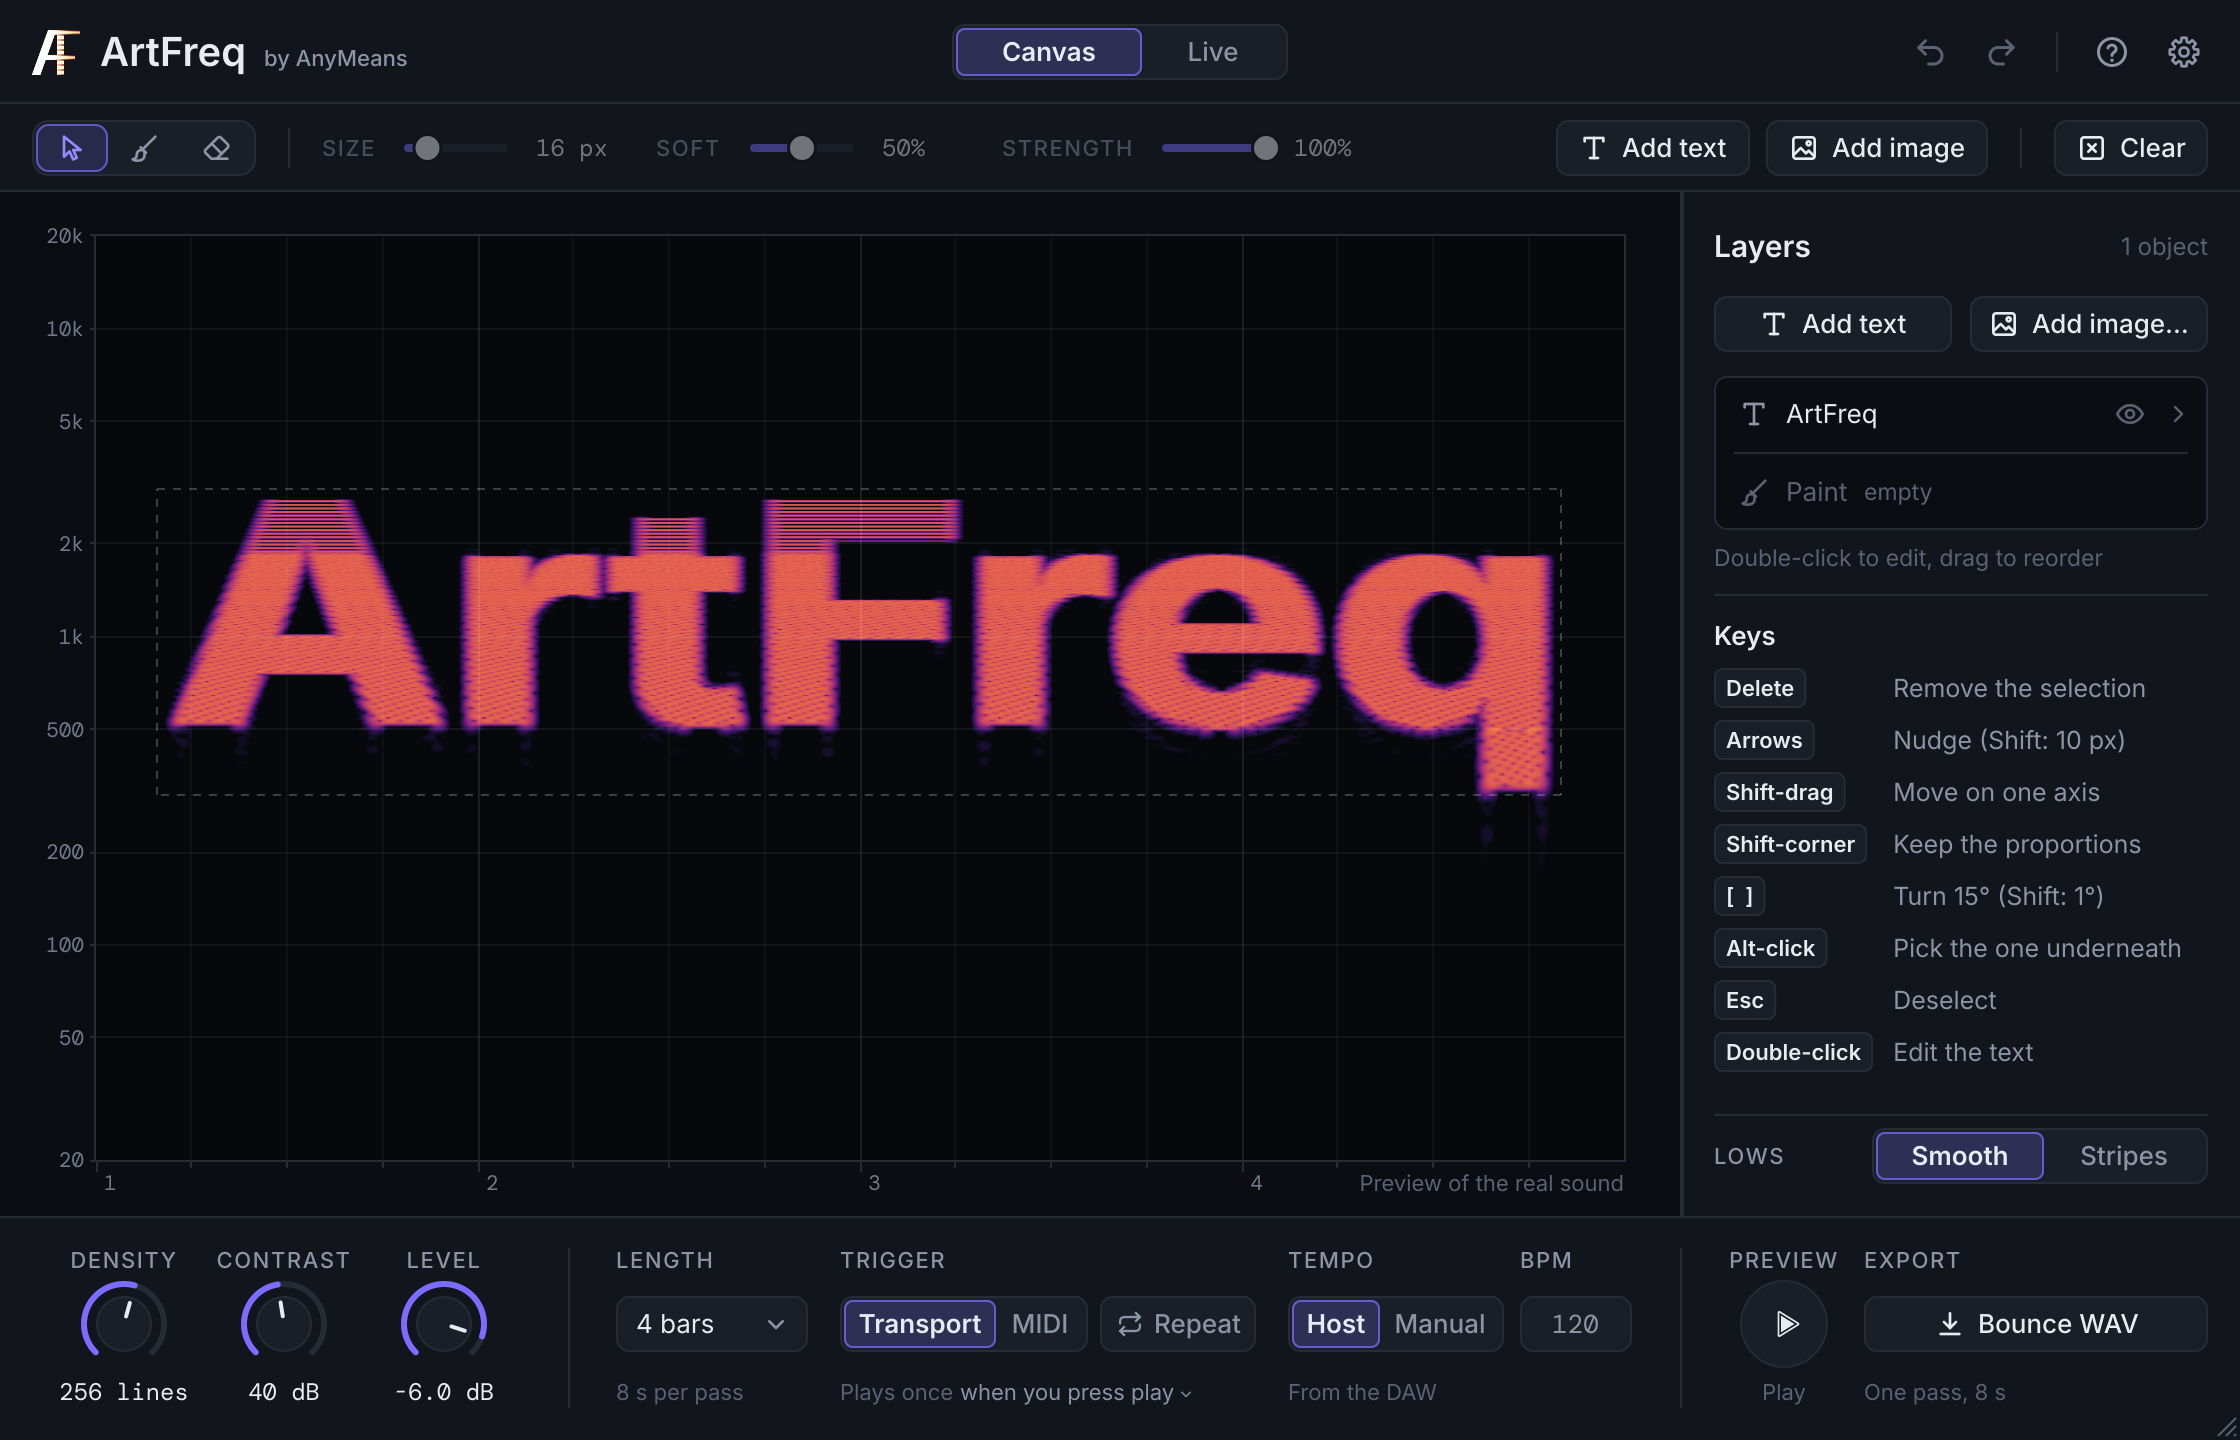 ArtFreq by AnyMeans
Canvas Live
SIZE 16 px SOFT 50% STRENGTH 100%
Add text Add image Clear
20k
10k
5k
2k
1k
500
200
100
50
20
ArtFreq
1 2 3 4 Preview of the real sound
Layers 1 object
Add text Add image...
ArtFreq
Paint empty
Double-click to edit, drag to reorder
Keys
Delete Remove the selection
Arrows Nudge (Shift: 10 px)
Shift-drag Move on one axis
Shift-corner Keep the proportions
[ ] Turn 15° (Shift: 1°)
Alt-click Pick the one underneath
Esc Deselect
Double-click Edit the text
LOWS Smooth Stripes
DENSITY CONTRAST LEVEL LENGTH TRIGGER TEMPO BPM PREVIEW EXPORT
4 bars Transport MIDI Repeat Host Manual 120 Bounce WAV
256 lines 40 dB -6.0 dB 8 s per pass Plays once when you press play From the DAW Play One pass, 8 s